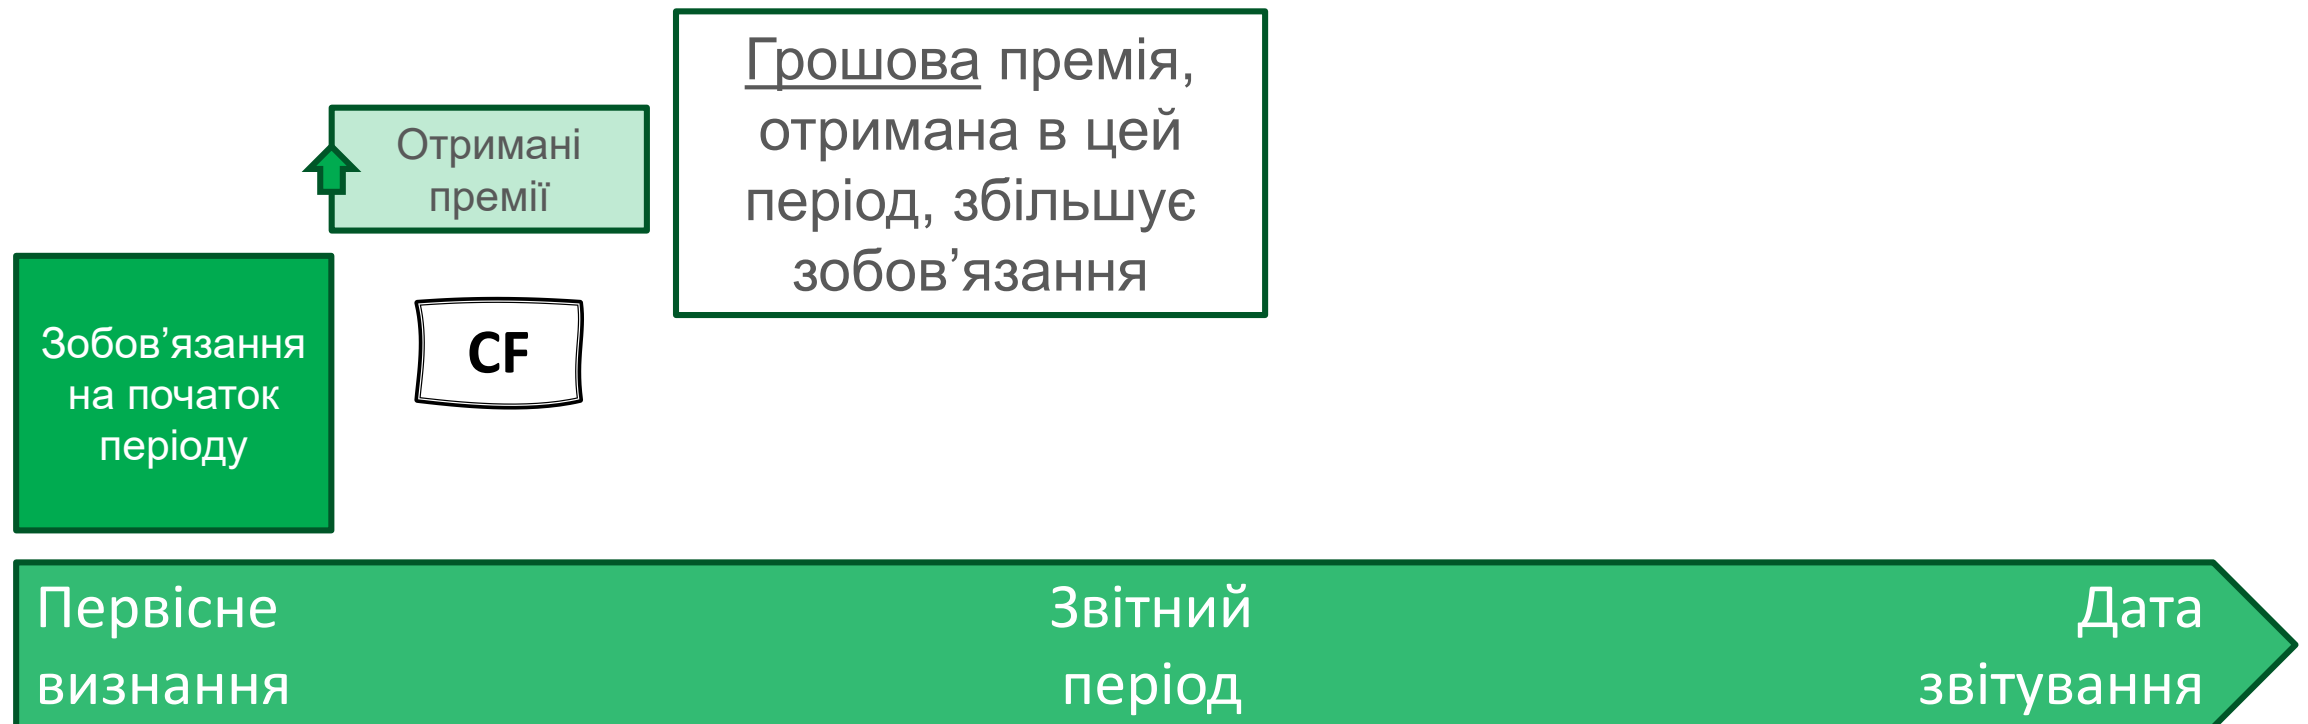 Грошова премія,
отримана в цей
період, збільшує
зобов’язання
Отримані
премії
Зобов’язання
на початок
періоду
CF
Первісне
визнання
Звітний
період
Дата
звітування